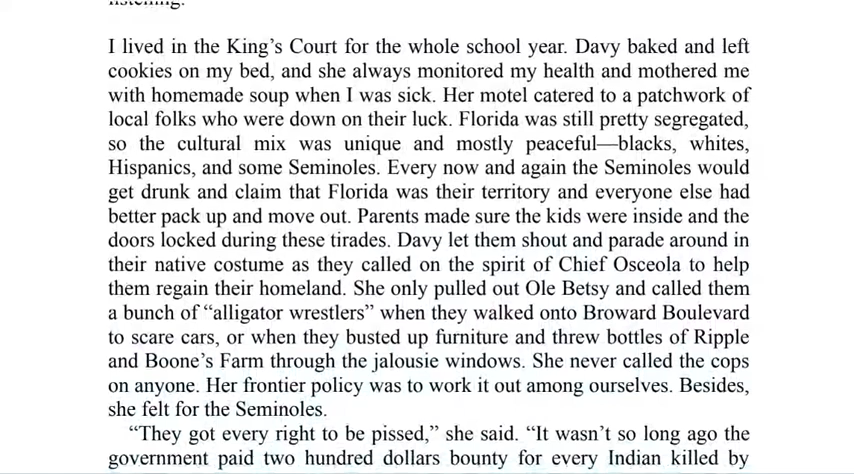 I lived in the King’s Court for the whole school year. Davy baked and left
cookies on my bed, and she always monitored my health and mothered me
with homemade soup when I was sick. Her motel catered to a patchwork of
local folks who were down on their luck. Florida was still pretty segregated,
so the cultural mix was unique and mostly peaceful—blacks, whites,
Hispanics, and some Seminoles. Every now and again the Seminoles would
get drunk and claim that Florida was their territory and everyone else had
better pack up and move out. Parents made sure the kids were inside and the
doors locked during these tirades. Davy let them shout and parade around in
their native costume as they called on the spirit of Chief Osceola to help
them regain their homeland. She only pulled out Ole Betsy and called them
a bunch of “alligator wrestlers” when they walked onto Broward Boulevard
to scare cars, or when they busted up furniture and threw bottles of Ripple
and Boone’s Farm through the jalousie windows. She never called the cops
on anyone. Her frontier policy was to work it out among ourselves. Besides,
she felt for the Seminoles.
“They got every right to be pissed,” she said. “It wasn’t so long ago the
government paid two hundred dollars bounty for every Indian killed by